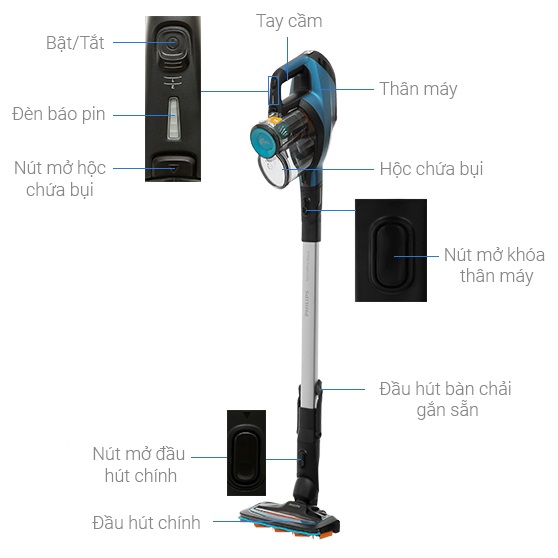 Tay cầm
Bật/Tắt
Thân máy
Đèn báo pin
Nút mở hộc
chứa bụi
Hộc chứa bụi
Nút mở khóa
thân máy
PHILIPS
Đầu hút bàn chải
gắn sẵn
Nút mở đầu
hút chính
Đầu hút chính